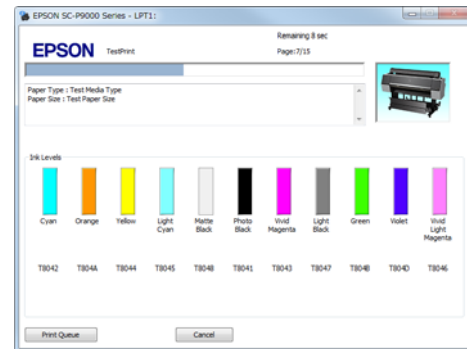 EPSON SC-P9000 Series - LPT1:
Remaining 8 sec
EPSON TestPrint Page:7/15
Paper Type : Test Media Type
Paper Size : Test Paper Size
Ink Levels
Cyan Orange Yellow Light Cyan Matte Black Photo Black Vivid Magenta Light Black Green Violet Vivid Light Magenta
T8042 T804A T8044 T8045 T8048 T8041 T8043 T8047 T804B T804D T8046
Print Queue Cancel